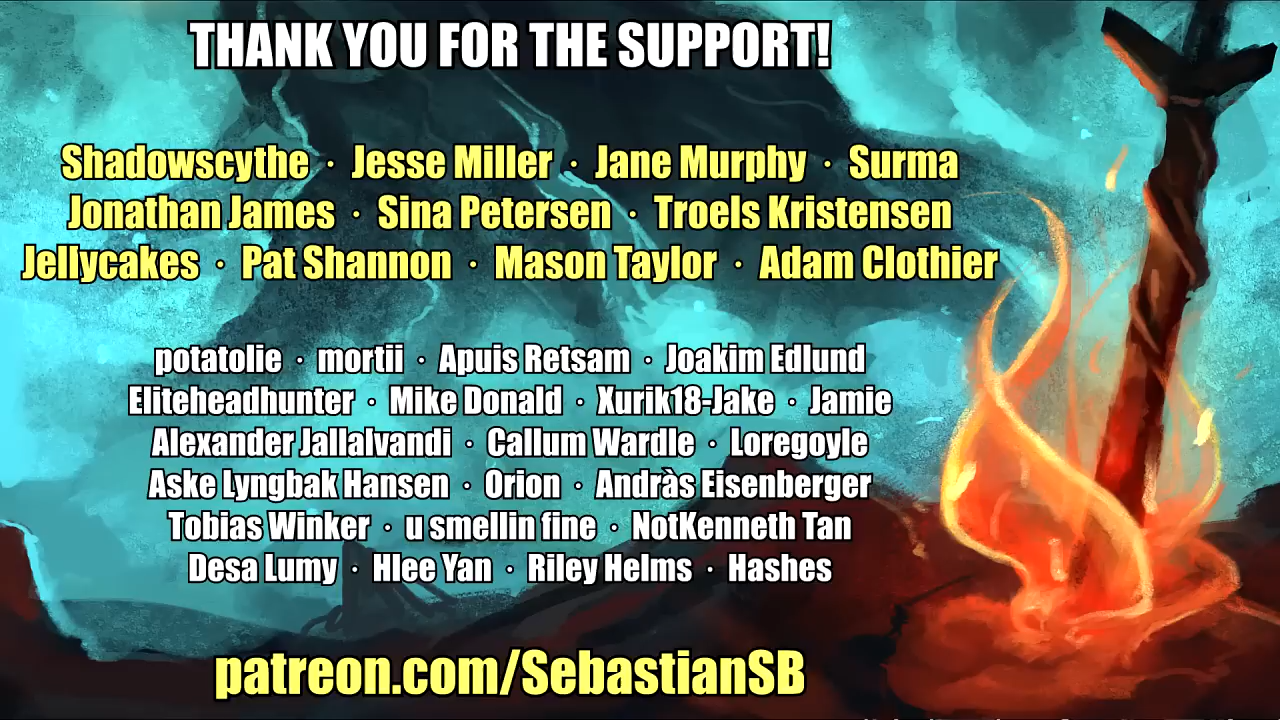 THANK YOU FOR THE SUPPORT!
Shadowscythe · Jesse Miller · Jane Murphy · Surma
Jonathan James · Sina Petersen · Troels Kristensen
Jellycakes · Pat Shannon · Mason Taylor · Adam Clothier
potatolie · mortii · Apuis Retsam · Joakim Edlund
Eliteheadhunter · Mike Donald · Xurik18-Jake · Jamie
Alexander Jallalvandi · Callum Wardle · Loregoyle
Aske Lyngbak Hansen · Orion · Andràs Eisenberger
Tobias Winker · u smellin fine · NotKenneth Tan
Desa Lumy · Hlee Yan · Riley Helms · Hashes
patreon.com/SebastianSB